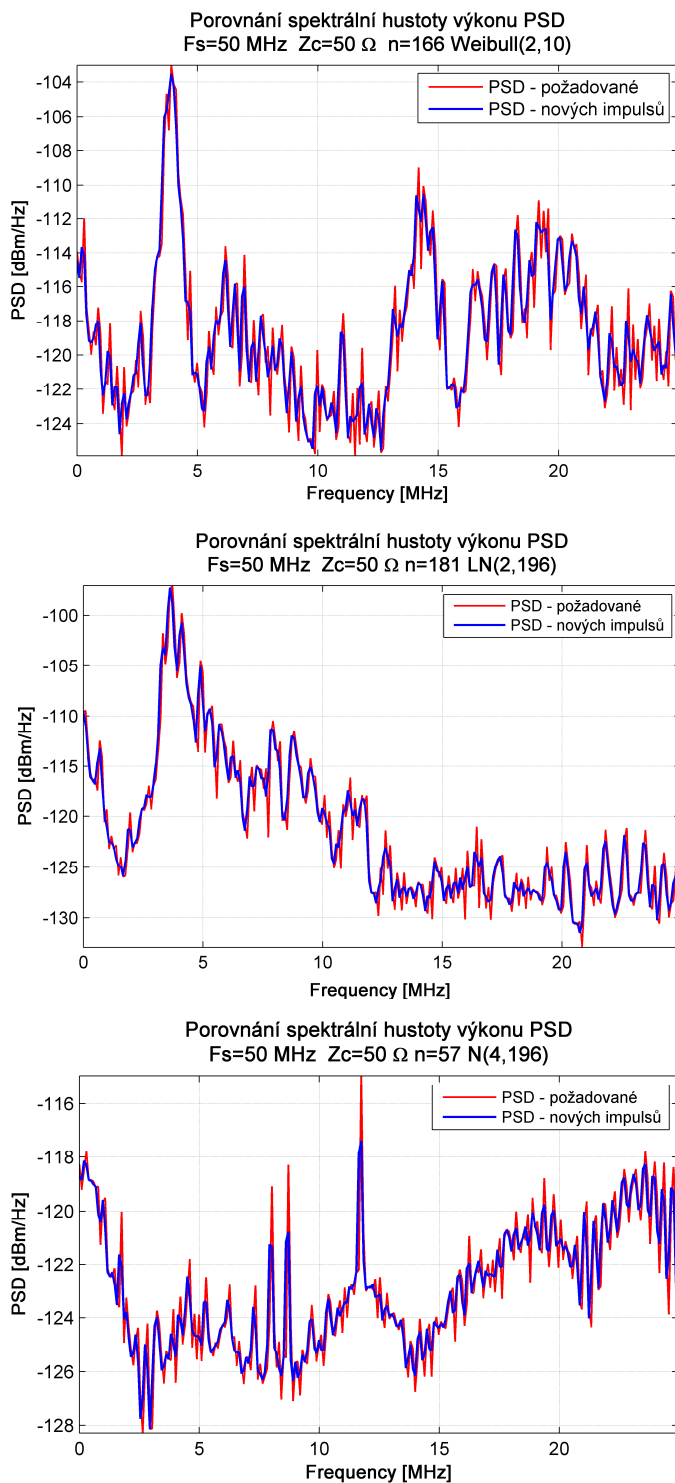 Porovnání spektrální hustoty výkonu PSD
Fs=50 MHz Zc=50 Ω n=166 Weibull(2,10)
PSD - požadované
PSD - nových impulsů
PSD [dBm/Hz]
-104
-106
-108
-110
-112
-114
-116
-118
-120
-122
-124
0
5
10
15
20
Frequency [MHz]
Porovnání spektrální hustoty výkonu PSD
Fs=50 MHz Zc=50 Ω n=181 LN(2,196)
PSD - požadované
PSD - nových impulsů
PSD [dBm/Hz]
-100
-105
-110
-115
-120
-125
-130
0
5
10
15
20
Frequency [MHz]
Porovnání spektrální hustoty výkonu PSD
Fs=50 MHz Zc=50 Ω n=57 N(4,196)
PSD - požadované
PSD - nových impulsů
PSD [dBm/Hz]
-116
-118
-120
-122
-124
-126
-128
0
5
10
15
20
Frequency [MHz]